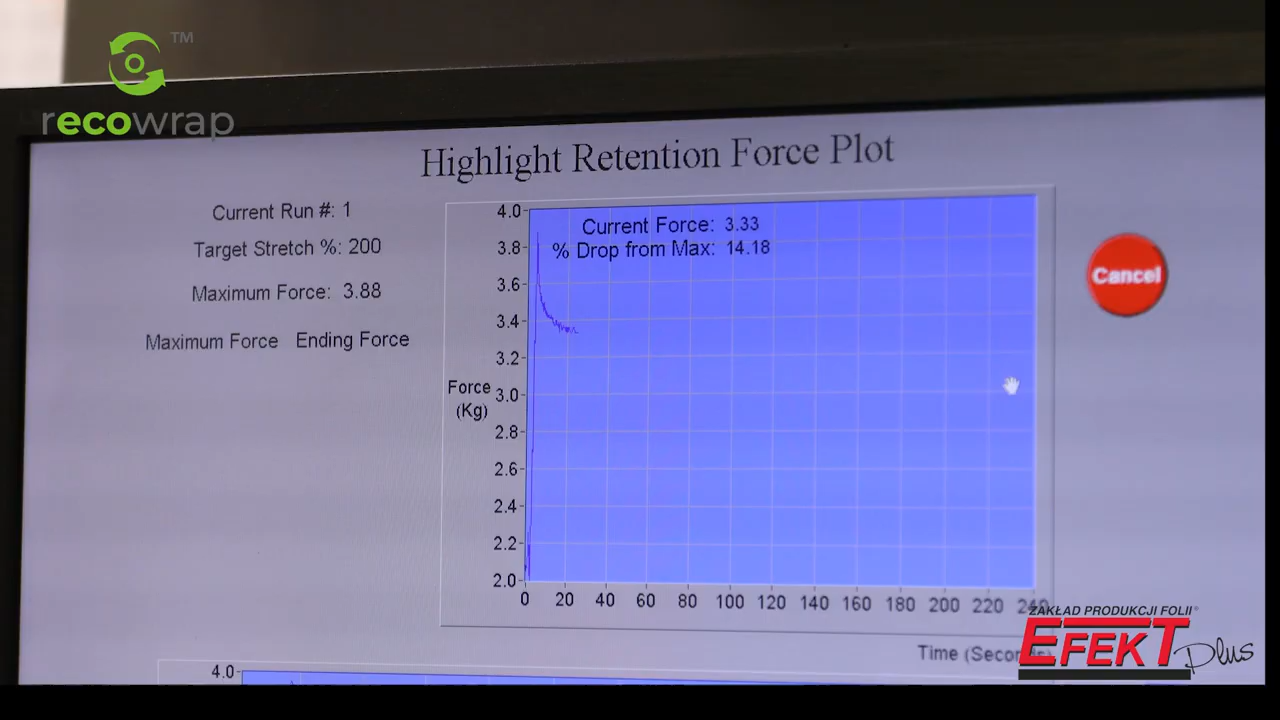 TM
recowrap
Highlight Retention Force Plot
Current Run #: 1
Target Stretch %: 200
Maximum Force: 3.88
Maximum Force Ending Force
Current Force: 3.33
% Drop from Max: 14.18
Cancel
4.0
3.8
3.6
3.4
3.2
3.0
2.8
2.6
2.4
2.2
2.0
Force
(Kg)
0 20 40 60 80 100 120 140 160 180 200 220 240
Time (Seconds)
4.0
ZAKŁAD PRODUKCJI FOLII
EFEKT plus